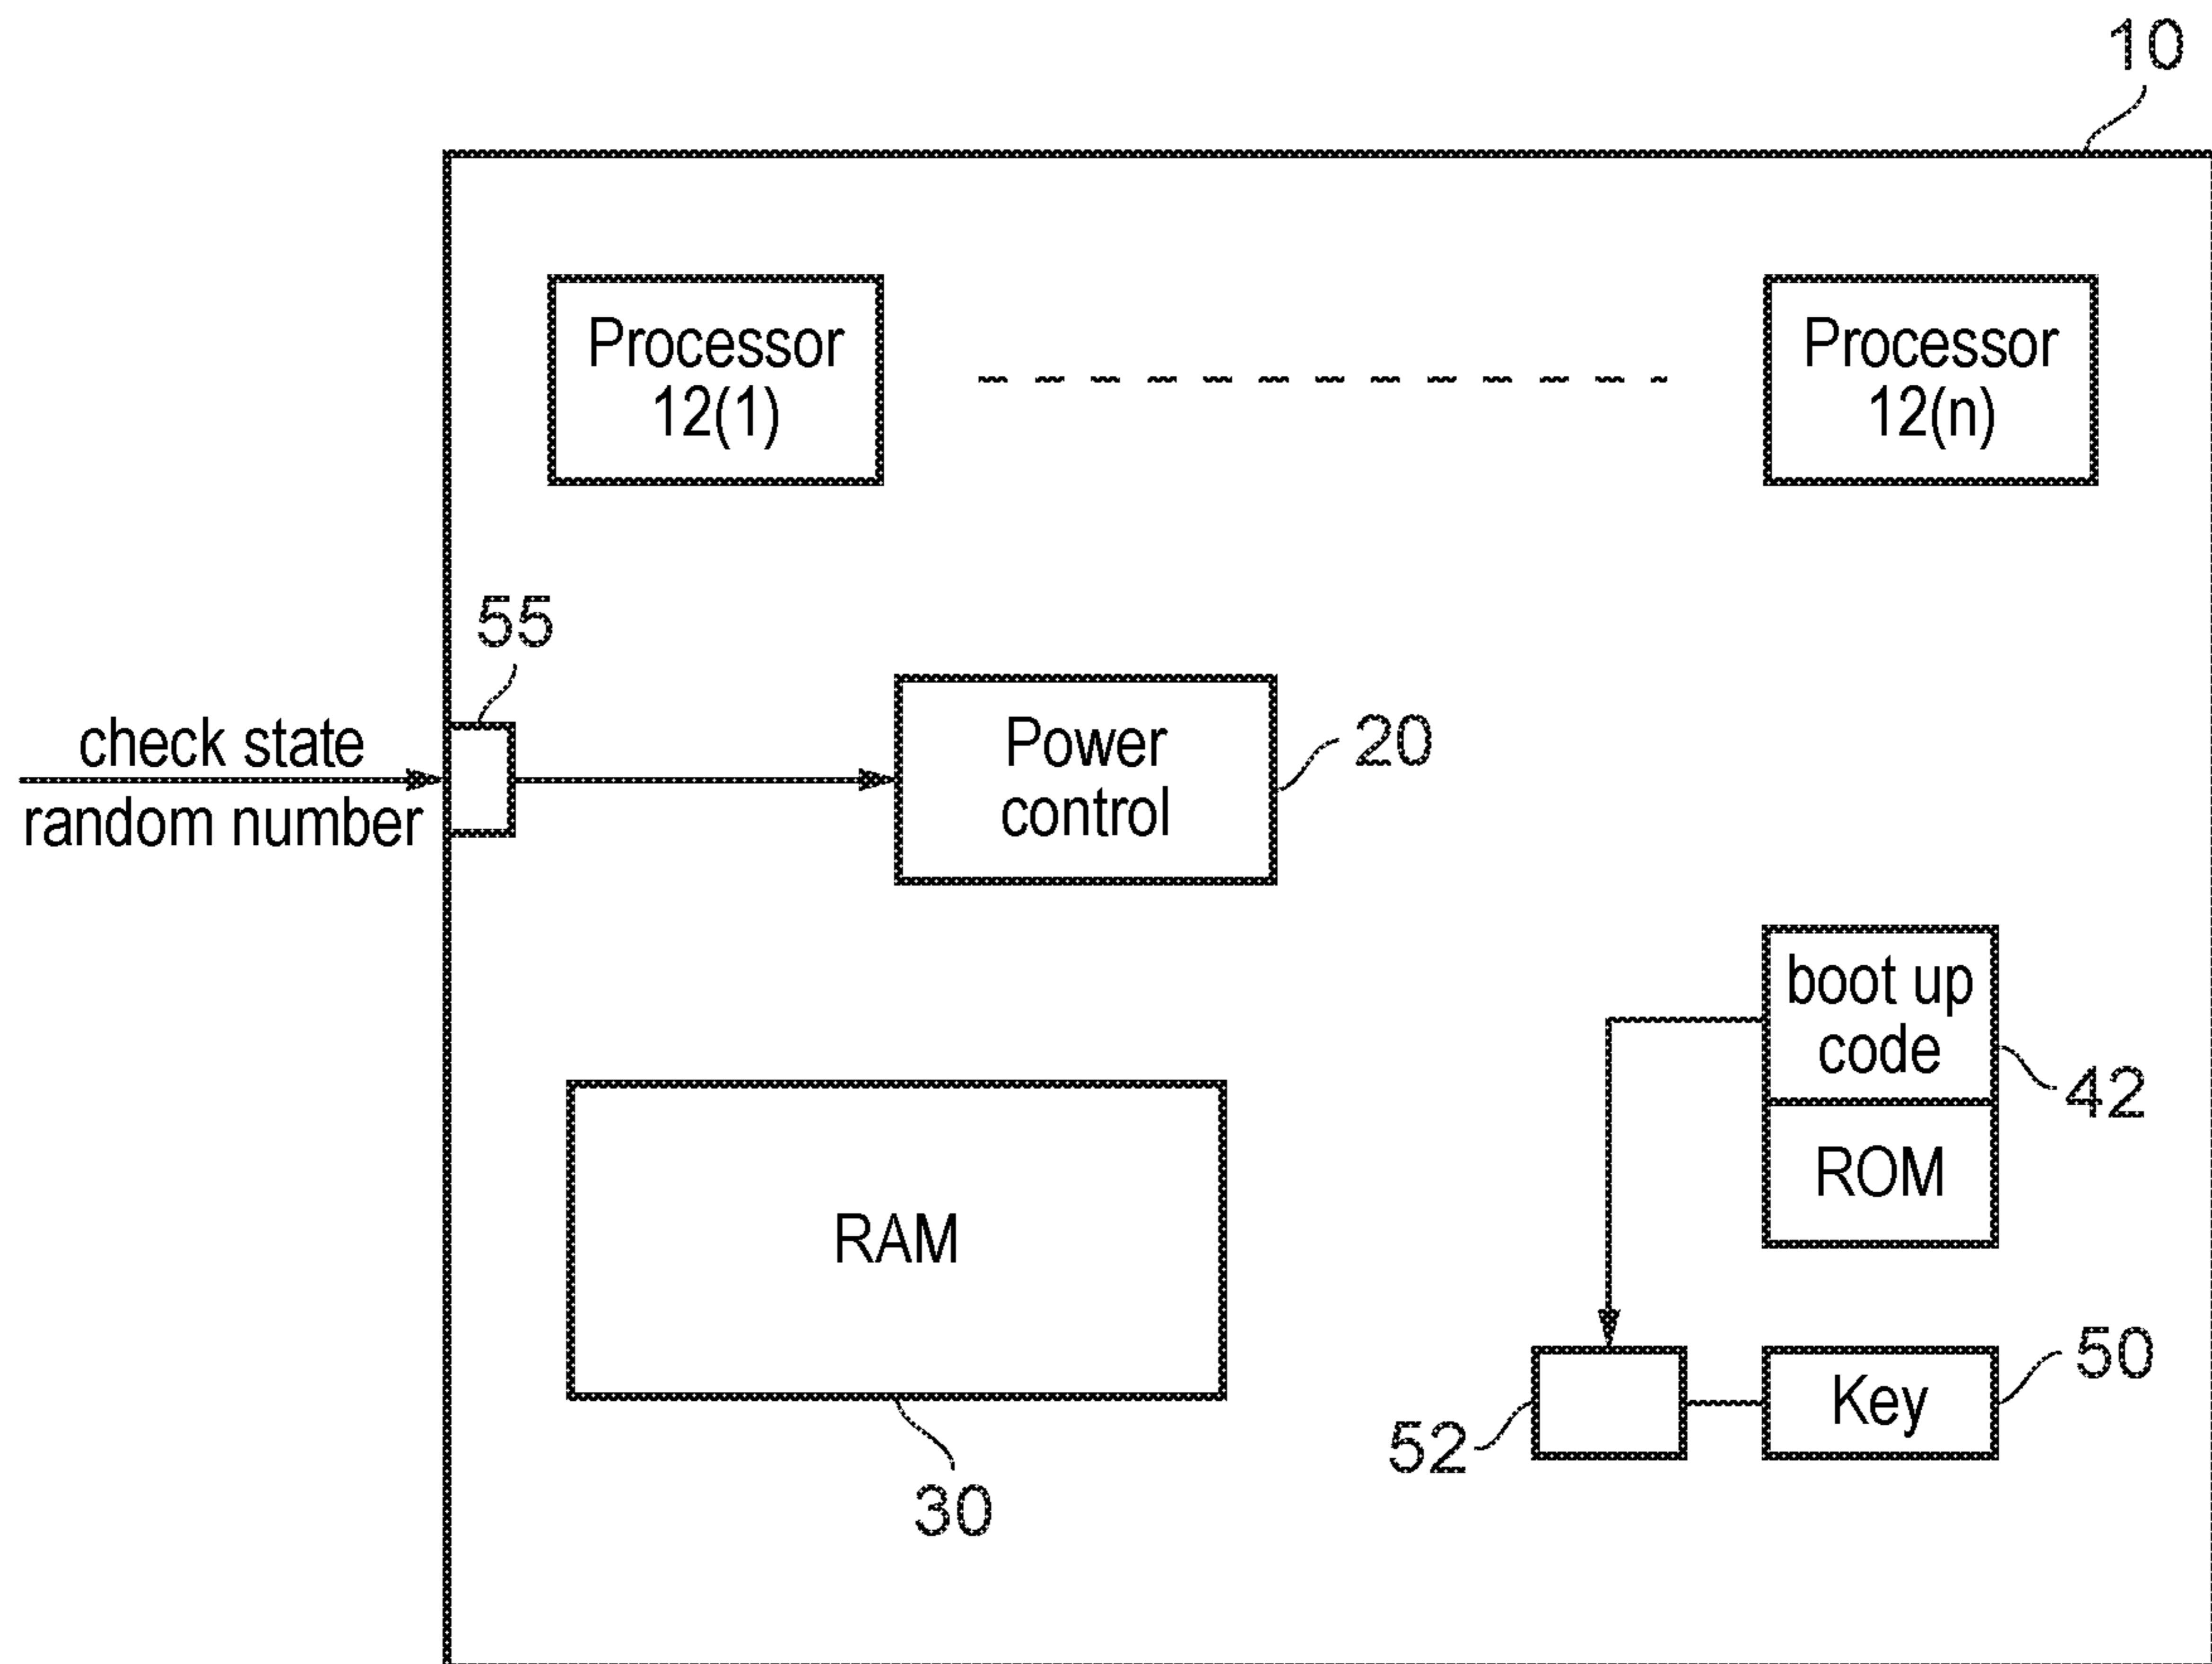 10
Processor
12(1)
Processor
12(n)
55
check state
random number
Power
control
20
boot up
code
42
ROM
RAM
30
52
Key
50